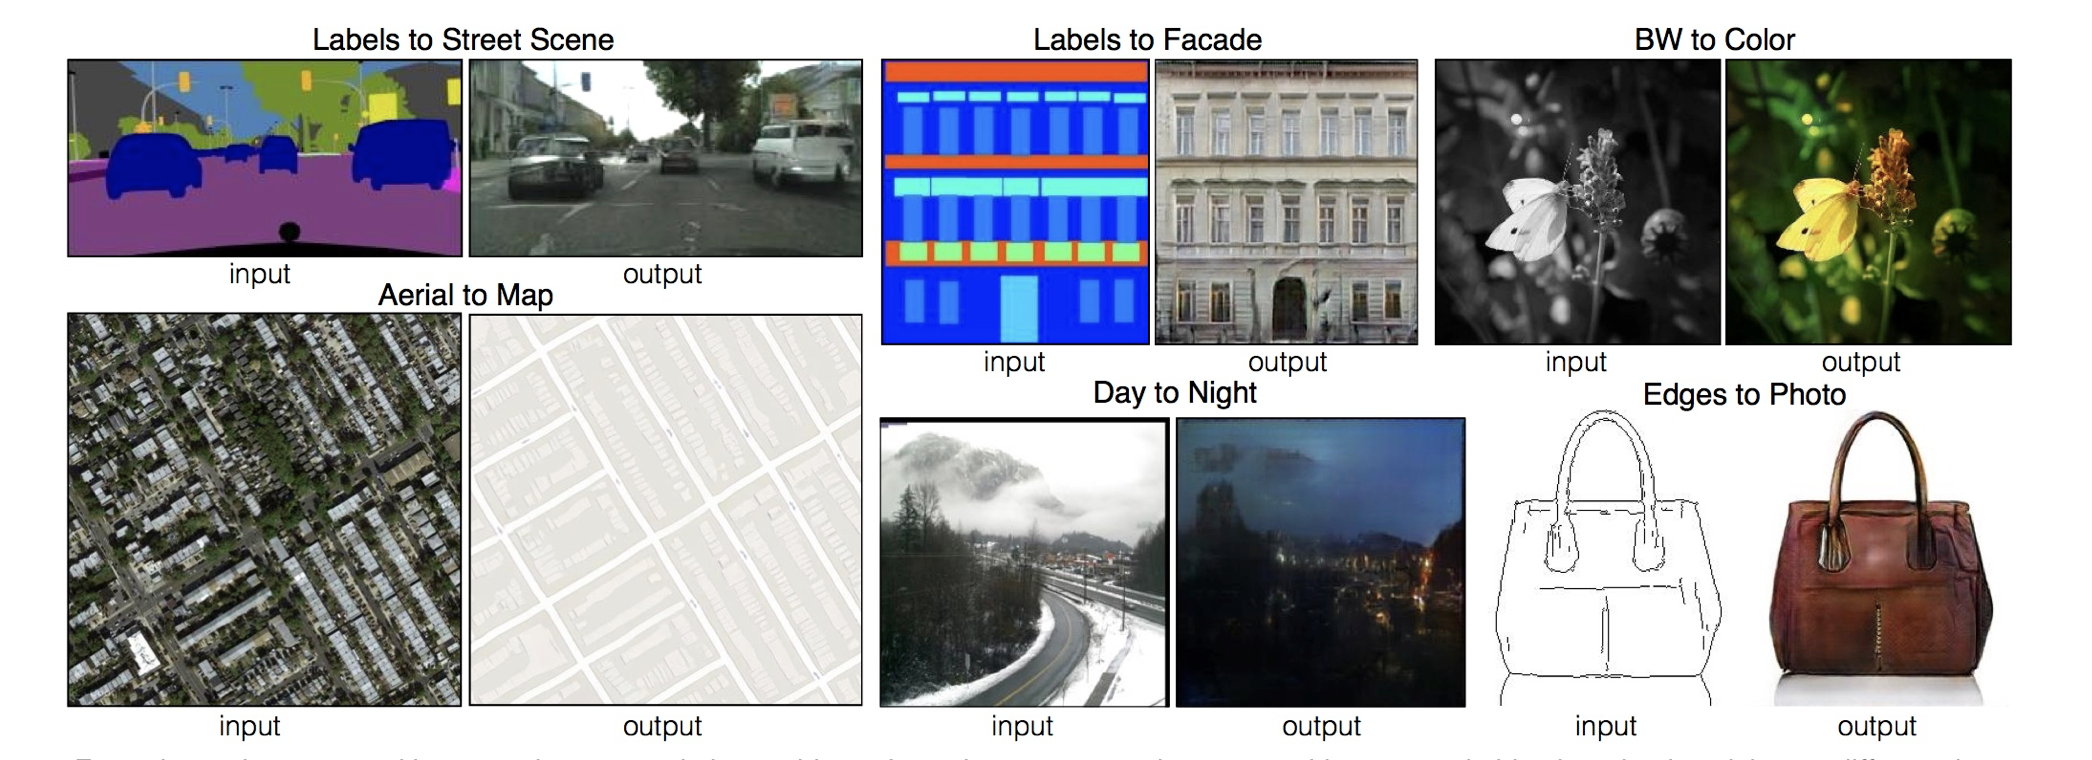 Labels to Street Scene
input
output
Aerial to Map
input
output
Labels to Facade
input
output
Day to Night
input
output
BW to Color
input
output
Edges to Photo
input
output